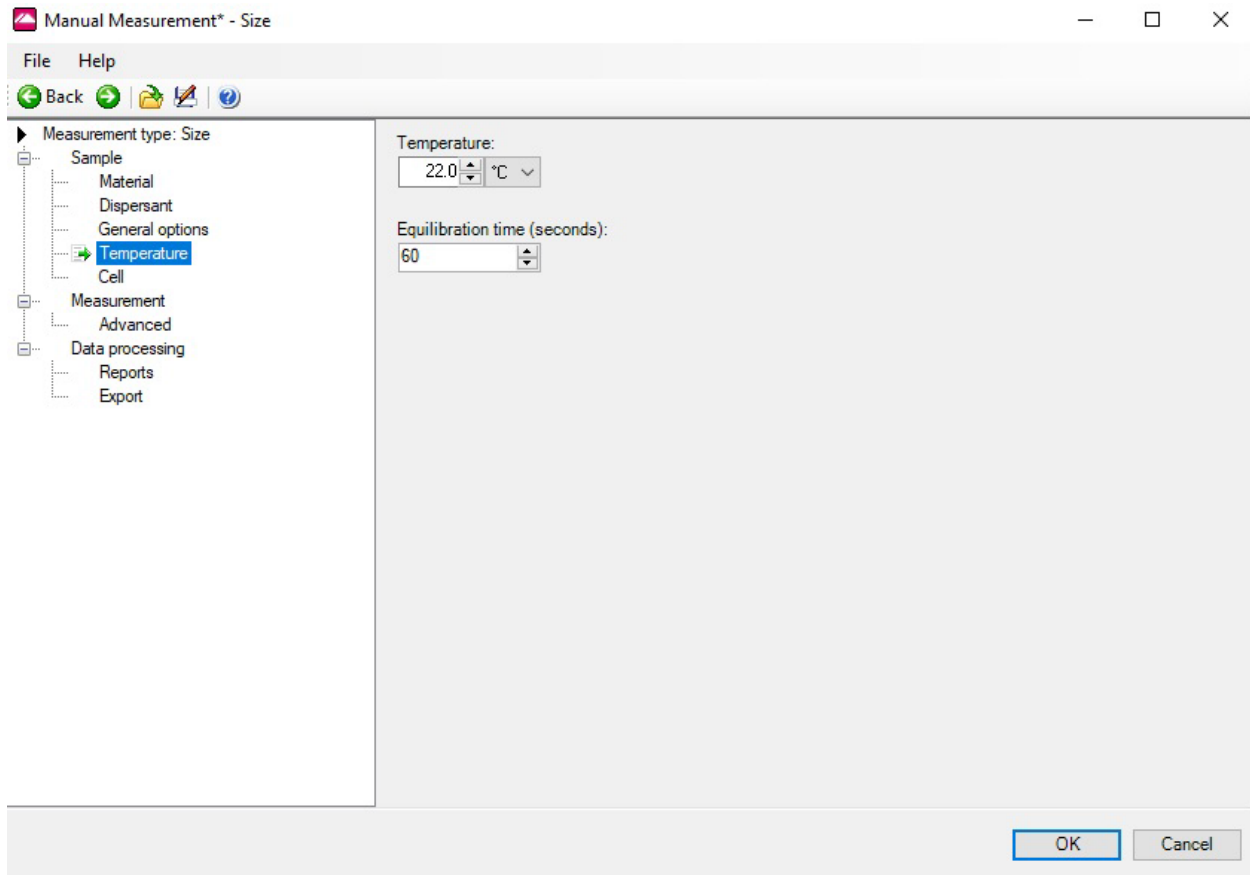 Manual Measurement* - Size
File Help
Back
Measurement type: Size
Sample
Material
Dispersant
General options
Temperature
Cell
Measurement
Advanced
Data processing
Reports
Export
Temperature:
22.0 °C
Equilibration time (seconds):
60
OK Cancel